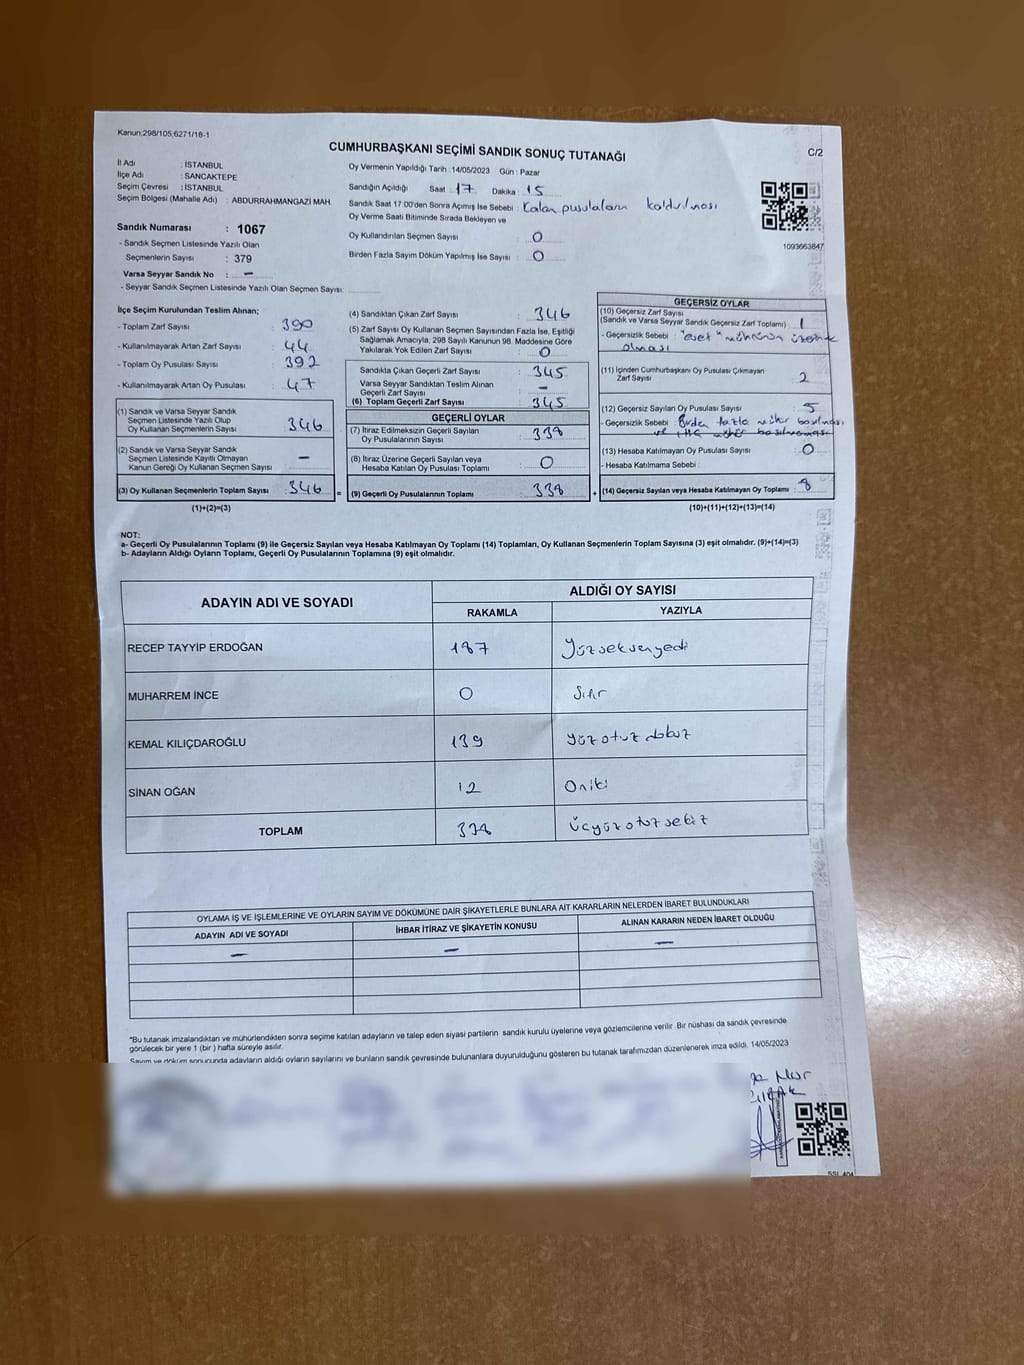 Kanun:298/105,6271/18-1
CUMHURBAŞKANI SEÇİMİ SANDIK SONUÇ TUTANAĞI
C/2
İl Adı : İSTANBUL
İlçe Adı : SANCAKTEPE
Seçim Çevresi : İSTANBUL
Seçim Bölgesi (Mahalle Adı) : ABDURRAHMANGAZİ MAH.
Sandık Numarası : 1067
- Sandık Seçmen Listesinde Yazılı Olan
Seçmenlerin Sayısı : 379
Varsa Seyyar Sandık No : –
- Seyyar Sandık Seçmen Listesinde Yazılı Olan Seçmen Sayısı:
Oy Vermenin Yapıldığı Tarih : 14/05/2023 Gün : Pazar
Sandığın Açıldığı Saat 17 Dakika : 15
Sandık Saat 17.00'den Sonra Açımış İse Sebebi : Kalan pusulaların kaldırılması
Oy Verme Saati Bitiminde Sırada Bekleyen ve
Oy Kullandırılan Seçmen Sayısı : 0
Birden Fazla Sayım Döküm Yapılmış İse Sayısı : 0
1093663847
İlçe Seçim Kurulundan Teslim Alınan;
- Toplam Zarf Sayısı : 390
- Kullanılmayarak Artan Zarf Sayısı : 44
- Toplam Oy Pusulası Sayısı : 392
- Kullanılmayarak Artan Oy Pusulası : 47
(1) Sandık ve Varsa Seyyar Sandık
Seçmen Listesinde Yazılı Olup
Oy Kullanan Seçmenlerin Sayısı : 346
(2) Sandık ve Varsa Seyyar Sandık
Seçmen Listesinde Kayıtlı Olmayan
Kanun Gereği Oy Kullanan Seçmen Sayısı : –
(3) Oy Kullanan Seçmenlerin Toplam Sayısı : 346 =
(1)+(2)=(3)
(4) Sandıktan Çıkan Zarf Sayısı : 346
(5) Zarf Sayısı Oy Kullanan Seçmen Sayısından Fazla İse, Eşitliği
Sağlamak Amacıyla, 298 Sayılı Kanunun 98. Maddesine Göre
Yakılarak Yok Edilen Zarf Sayısı : 0
Sandıkta Çıkan Geçerli Zarf Sayısı : 345
Varsa Seyyar Sandıktan Teslim Alınan
Geçerli Zarf Sayısı : –
(6) Toplam Geçerli Zarf Sayısı : 345
GEÇERLİ OYLAR
(7) İtiraz Edilmeksizin Geçerli Sayılan
Oy Pusulalarının Sayısı : 338
(8) İtiraz Üzerine Geçerli Sayılan veya
Hesaba Katılan Oy Pusulası Toplamı : 0
(9) Geçerli Oy Pusulalarının Toplamı : 338 +
GEÇERSİZ OYLAR
(10) Geçersiz Zarf Sayısı
(Sandık ve Varsa Seyyar Sandık Geçersiz Zarf Toplamı) : 1
- Geçersizlik Sebebi : "evet" mührünün üzerinde
olması
(11) İçinden Cumhurbaşkanı Oy Pusulası Çıkmayan
Zarf Sayısı : 2
(12) Geçersiz Sayılan Oy Pusulası Sayısı : 5
- Geçersizlik Sebebi : Birden fazla mühür basılması
ve mühür basılmaması
(13) Hesaba Katılmayan Oy Pusulası Sayısı : 0
- Hesaba Katılmama Sebebi :
(14) Geçersiz Sayılan veya Hesaba Katılmayan Oy Toplamı : 8
(10)+(11)+(12)+(13)=(14)
NOT:
a- Geçerli Oy Pusulalarının Toplamı (9) ile Geçersiz Sayılan veya Hesaba Katılmayan Oy Toplamı (14) Toplamları, Oy Kullanan Seçmenlerin Toplam Sayısına (3) eşit olmalıdır. (9)+(14)=(3)
b- Adayların Aldığı Oyların Toplamı, Geçerli Oy Pusulalarının Toplamına (9) eşit olmalıdır.
ADAYIN ADI VE SOYADI
ALDIĞI OY SAYISI
RAKAMLA YAZIYLA
RECEP TAYYİP ERDOĞAN 187 Yüzseksenyedi
MUHARREM İNCE 0 Sıfır
KEMAL KILIÇDAROĞLU 139 yüzotuzdokuz
SİNAN OĞAN 12 Oniki
TOPLAM 338 Üçyüzotuzsekiz
OYLAMA İŞ VE İŞLEMLERİNE VE OYLARIN SAYIM VE DÖKÜMÜNE DAİR ŞİKAYETLERLE BUNLARA AİT KARARLARIN NELERDEN İBARET BULUNDUKLARI
ADAYIN ADI VE SOYADI İHBAR İTİRAZ VE ŞİKAYETİN KONUSU ALINAN KARARIN NEDEN İBARET OLDUĞU
– – –
*Bu tutanak imzalandıktan ve mühürlendikten sonra seçime katılan adayların ve talep eden siyasi partilerin sandık kurulu üyelerine veya gözlemcilerine verilir. Bir nüshası da sandık çevresinde
görülecek bir yere 1 (bir ) hafta süreyle asılır.
Sayım ve döküm sonucunda adayların aldığı oyların sayılarını ve bunların sandık çevresinde bulunanlara duyurulduğunu gösteren bu tutanak tarafımızdan düzenlenerek imza edildi. 14/05/2023
Nur